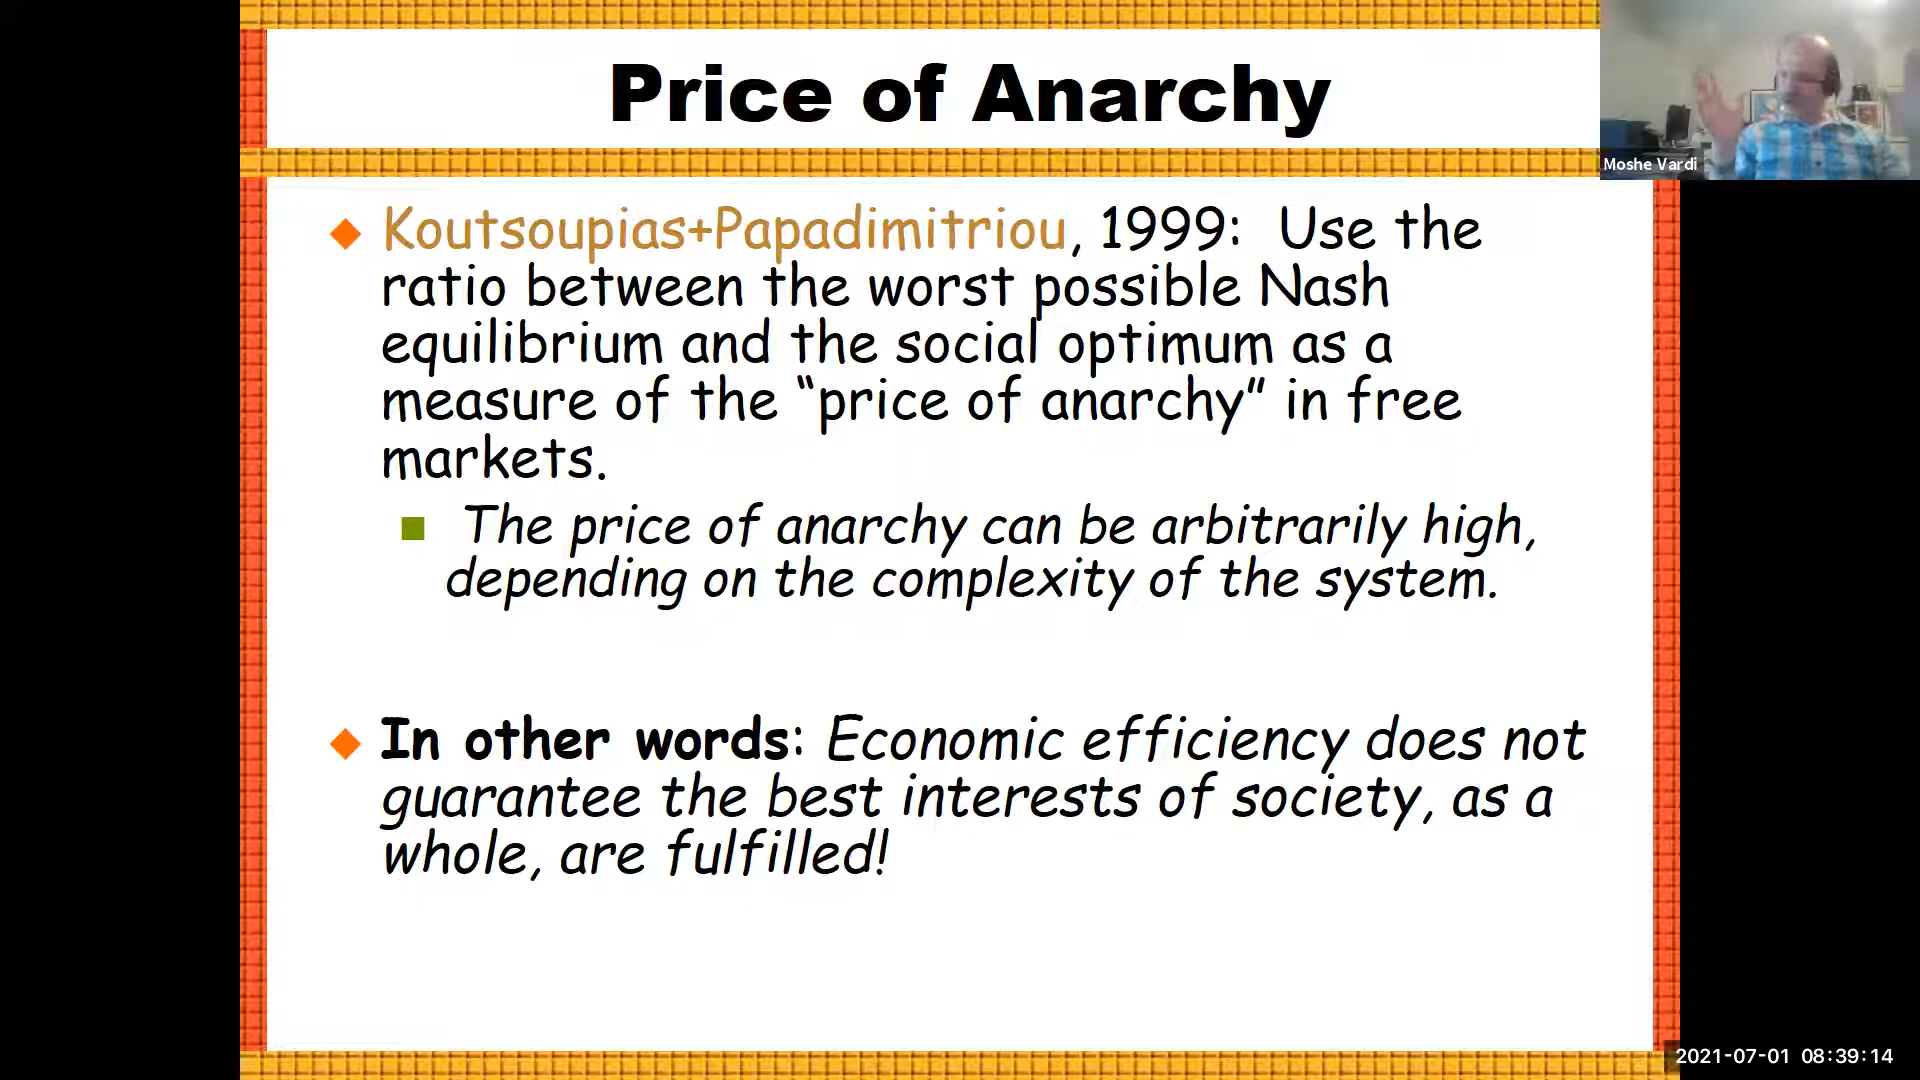 Price of Anarchy
Moshe Vardi
Koutsoupias+Papadimitriou, 1999: Use the
ratio between the worst possible Nash
equilibrium and the social optimum as a
measure of the “price of anarchy” in free
markets.
The price of anarchy can be arbitrarily high,
depending on the complexity of the system.
In other words: Economic efficiency does not
guarantee the best interests of society, as a
whole, are fulfilled!
2021-07-01 08:39:14